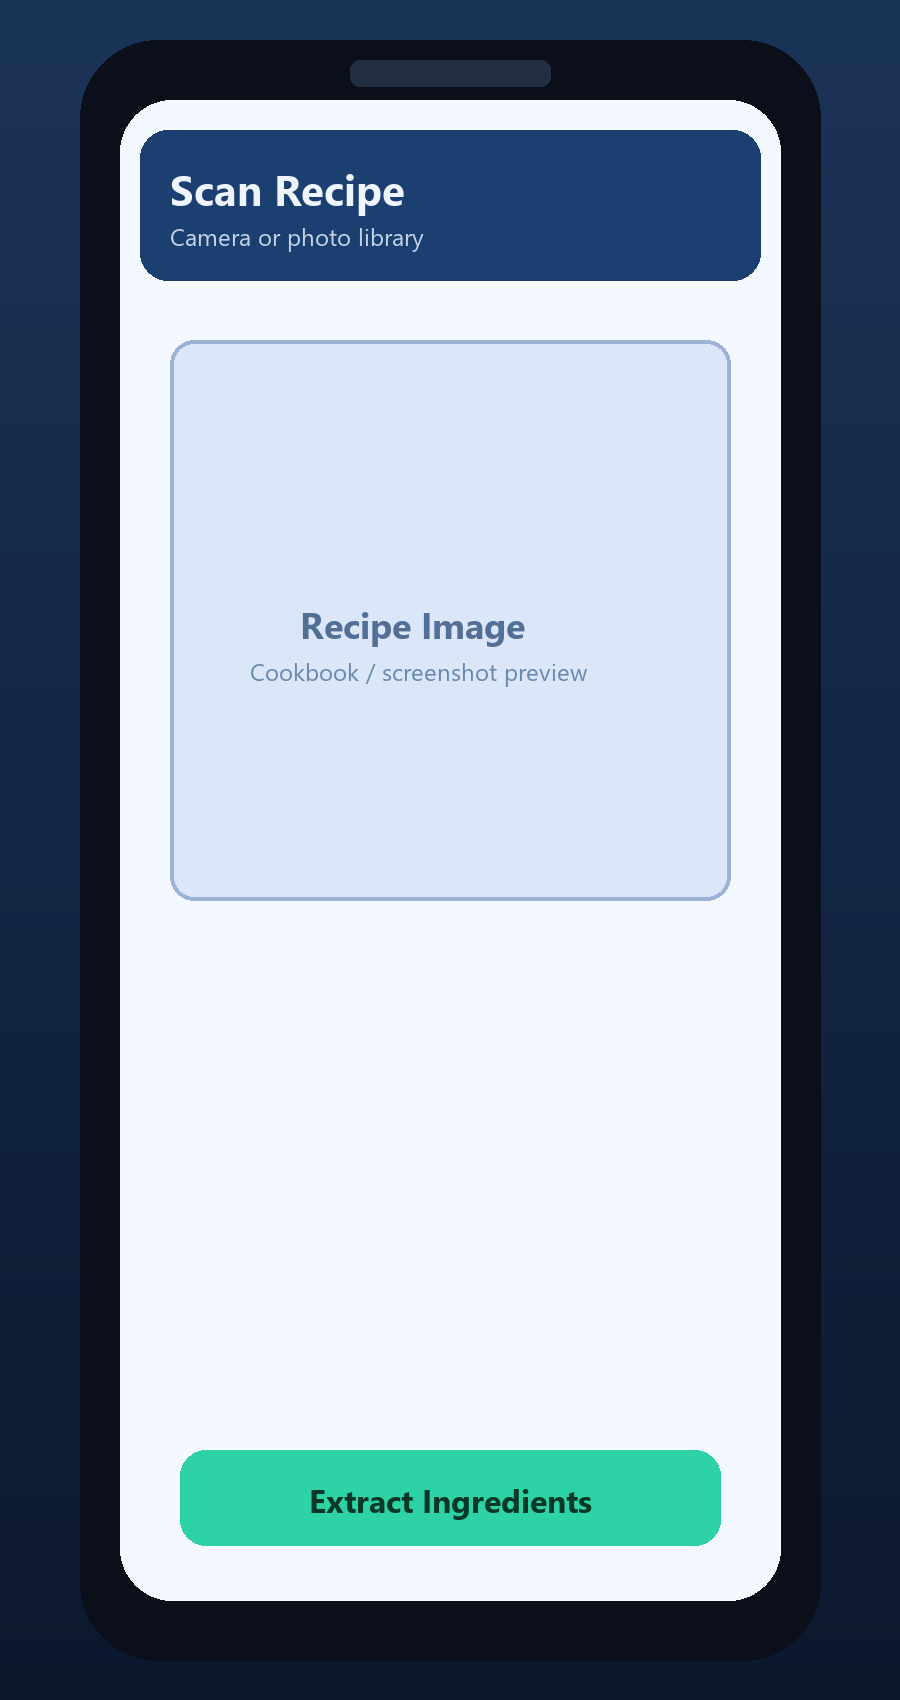 Scan Recipe
Camera or photo library
Recipe Image
Cookbook / screenshot preview
Extract Ingredients